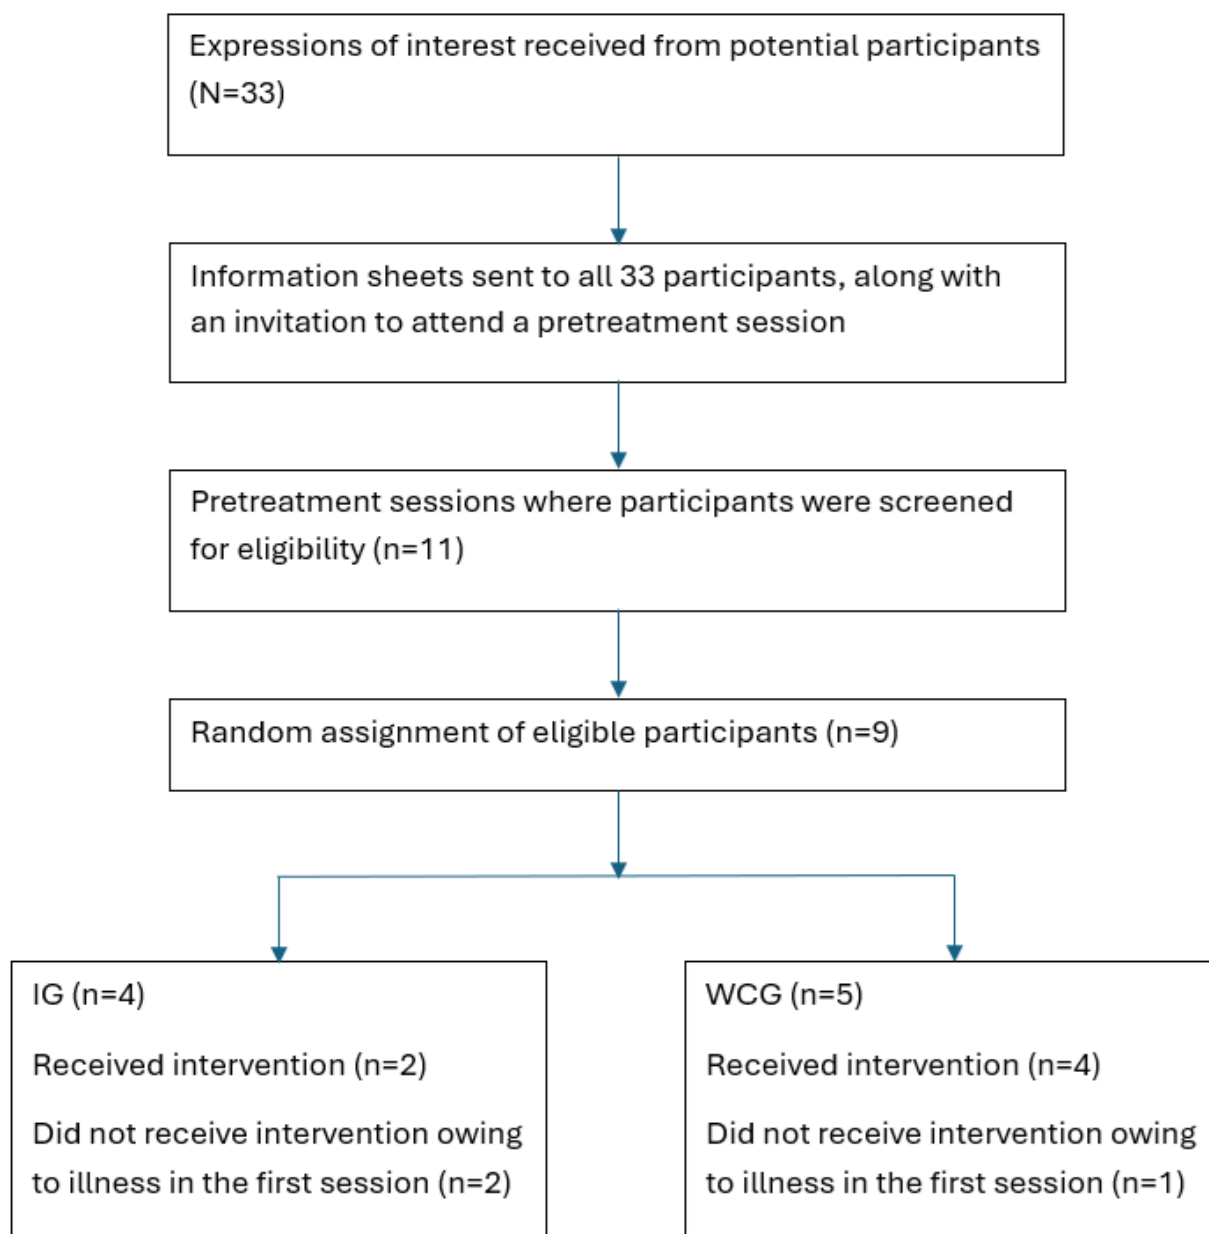 Expressions of interest received from potential participants
(N=33)
Information sheets sent to all 33 participants, along with
an invitation to attend a pretreatment session
Pretreatment sessions where participants were screened
for eligibility (n=11)
Random assignment of eligible participants (n=9)
IG (n=4)
Received intervention (n=2)
Did not receive intervention owing
to illness in the first session (n=2)
WCG (n=5)
Received intervention (n=4)
Did not receive intervention owing
to illness in the first session (n=1)